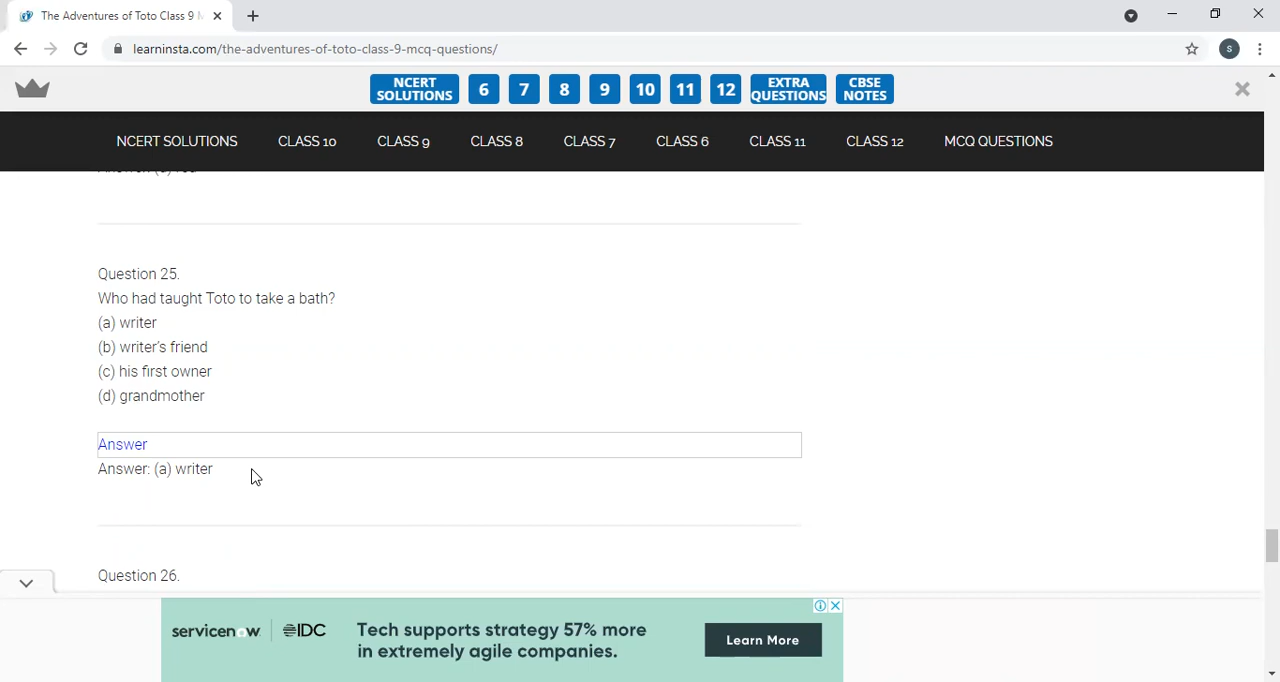 The Adventures of Toto Class 9
learninsta.com/the-adventures-of-toto-class-9-mcq-questions/
S
NCERT SOLUTIONS
6
7
8
9
10
11
12
EXTRA QUESTIONS
CBSE NOTES
NCERT SOLUTIONS
CLASS 10
CLASS 9
CLASS 8
CLASS 7
CLASS 6
CLASS 11
CLASS 12
MCQ QUESTIONS
Question 25.
Who had taught Toto to take a bath?
(a) writer
(b) writer's friend
(c) his first owner
(d) grandmother
Answer
Answer: (a) writer
Question 26.
servicenow
IDC
Tech supports strategy 57% more
in extremely agile companies.
Learn More